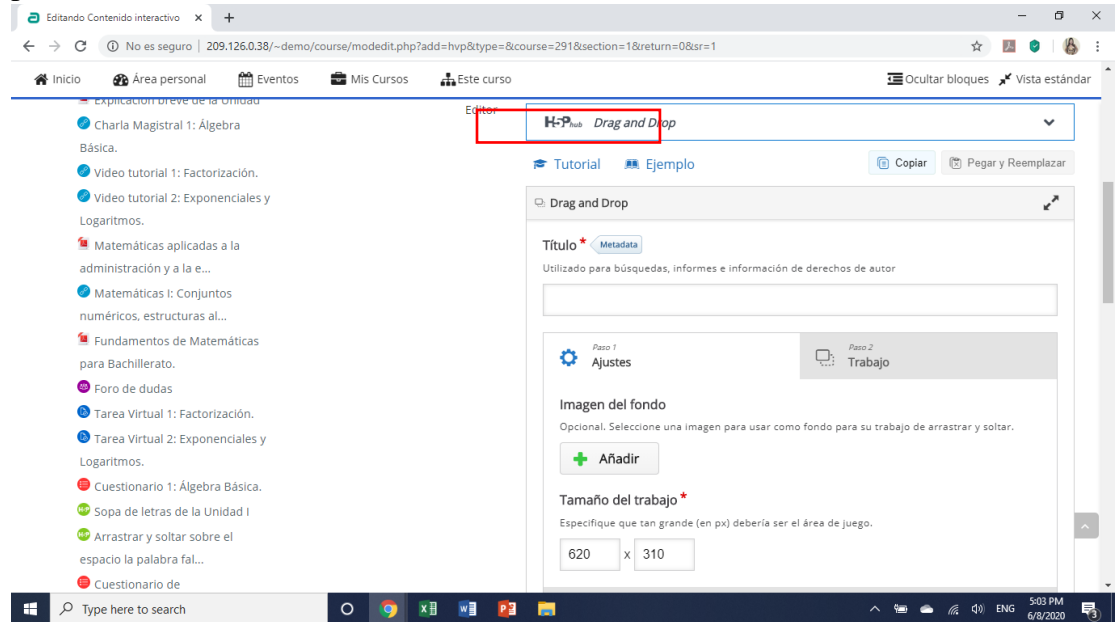 Editando Contenido interactivo
No es seguro | 209.126.0.38/~demo/course/modedit.php?add=hvp&type=&course=291&section=1&return=0&sr=1
Inicio Área personal Eventos Mis Cursos Este curso Ocultar bloques Vista estándar
Explicación breve de la Unidad
Charla Magistral 1: Álgebra
Básica.
Video tutorial 1: Factorización.
Video tutorial 2: Exponenciales y
Logaritmos.
Matemáticas aplicadas a la
administración y a la e...
Matemáticas I: Conjuntos
numéricos, estructuras al...
Fundamentos de Matemáticas
para Bachillerato.
Foro de dudas
Tarea Virtual 1: Factorización.
Tarea Virtual 2: Exponenciales y
Logaritmos.
Cuestionario 1: Álgebra Básica.
Sopa de letras de la Unidad I
Arrastrar y soltar sobre el
espacio la palabra fal...
Cuestionario de
Editor
H5P hub Drag and Drop
Tutorial Ejemplo Copiar Pegar y Reemplazar
Drag and Drop
Título * Metadata
Utilizado para búsquedas, informes e información de derechos de autor
Paso 1
Ajustes
Paso 2
Trabajo
Imagen del fondo
Opcional. Seleccione una imagen para usar como fondo para su trabajo de arrastrar y soltar.
Añadir
Tamaño del trabajo *
Especifique que tan grande (en px) debería ser el área de juego.
620 x 310
Type here to search
ENG
5:03 PM
6/8/2020
3